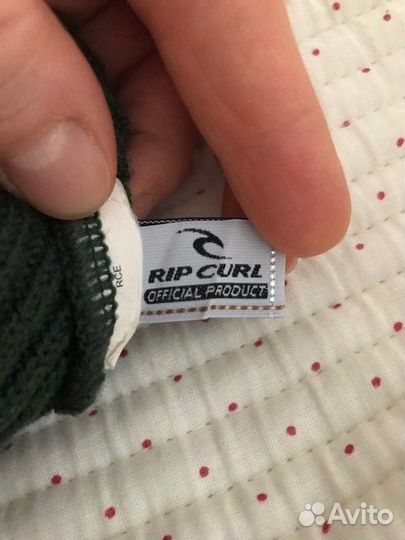 RIP CURL
OFFICIAL PRODUCT
RCE
Avito